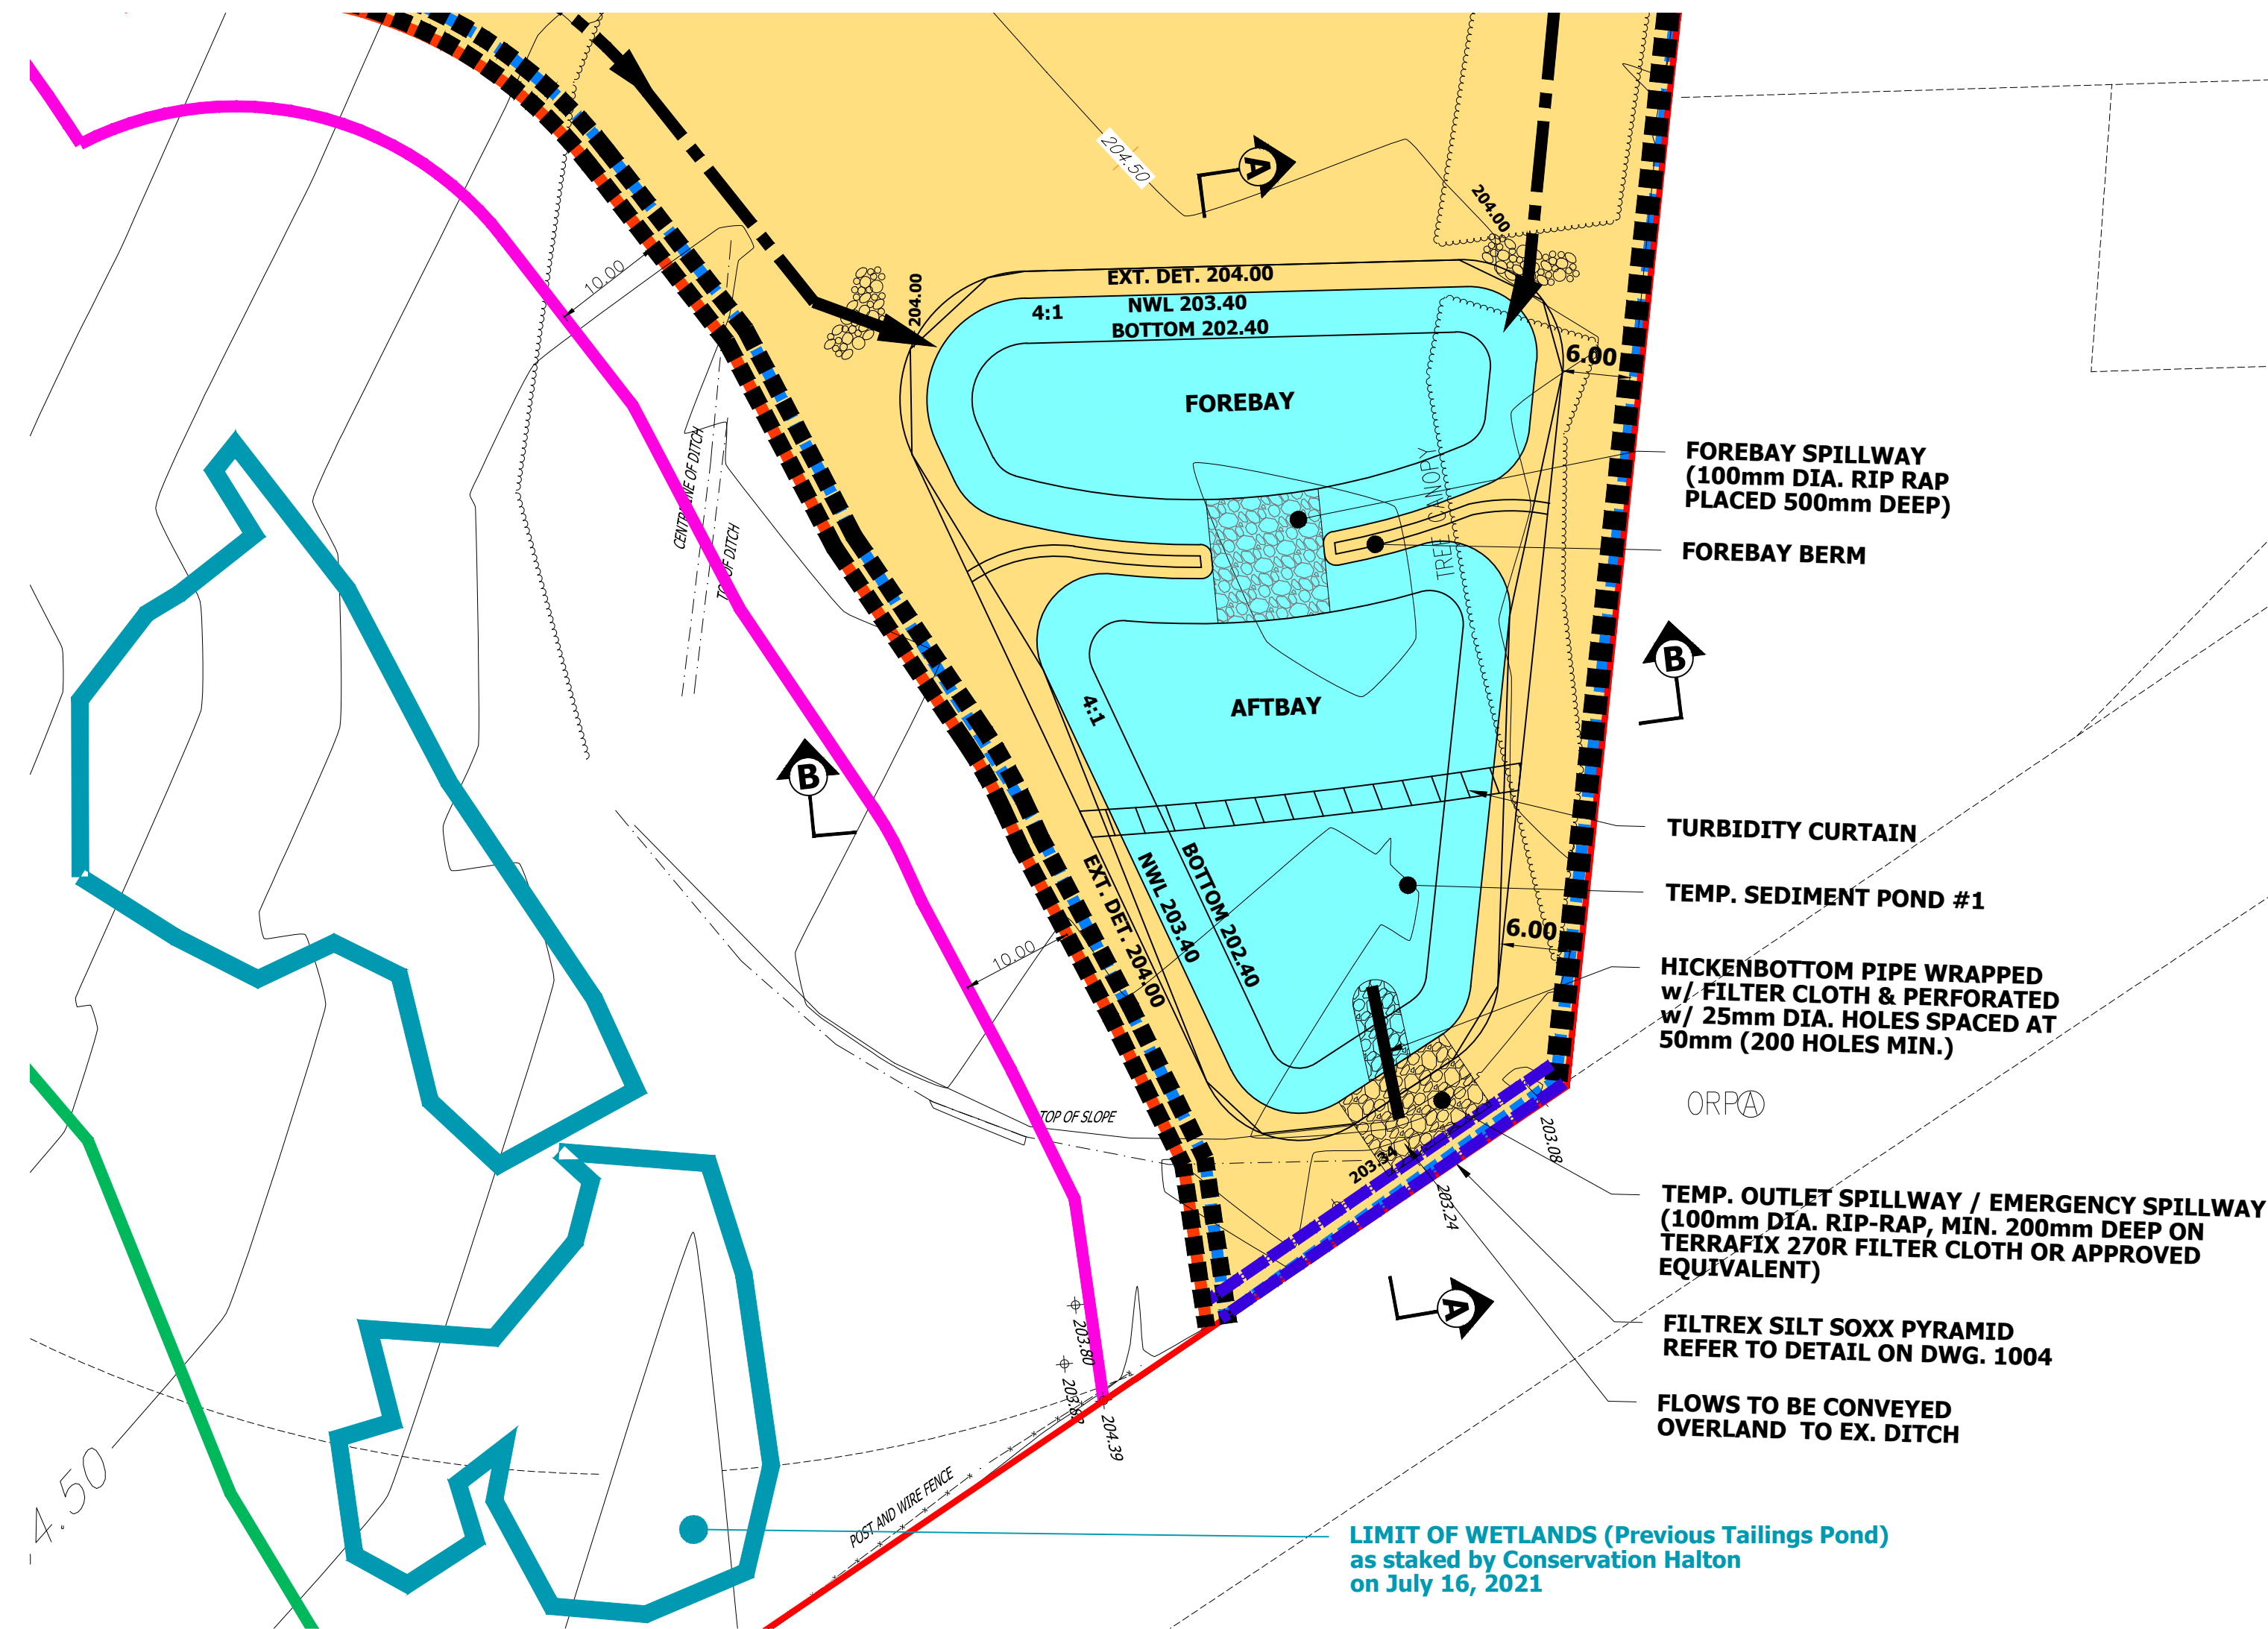 204.50
A
204.00
10.00
204.00
EXT. DET. 204.00
NWL 203.40
4:1
BOTTOM 202.40
6.00
FOREBAY
FOREBAY SPILLWAY
(100mm DIA. RIP RAP
PLACED 500mm DEEP)
FOREBAY BERM
TREE CANOPY
CENTRELINE OF DITCH
TOP OF DITCH
B
B
AFTBAY
4:1
TURBIDITY CURTAIN
TEMP. SEDIMENT POND #1
6.00
EXT. DET. 204.00
NWL 203.40
BOTTOM 202.40
10.00
HICKENBOTTOM PIPE WRAPPED
w/ FILTER CLOTH & PERFORATED
w/ 25mm DIA. HOLES SPACED AT
50mm (200 HOLES MIN.)
ORPA
TOP OF SLOPE
203.08
203.34
203.24
TEMP. OUTLET SPILLWAY / EMERGENCY SPILLWAY
(100mm DIA. RIP-RAP, MIN. 200mm DEEP ON
TERRAFIX 270R FILTER CLOTH OR APPROVED
EQUIVALENT)
A
203.80
FILTREX SILT SOXX PYRAMID
REFER TO DETAIL ON DWG. 1004
204.39
FLOWS TO BE CONVEYED
OVERLAND TO EX. DITCH
4.50
POST AND WIRE FENCE
LIMIT OF WETLANDS (Previous Tailings Pond)
as staked by Conservation Halton
on July 16, 2021